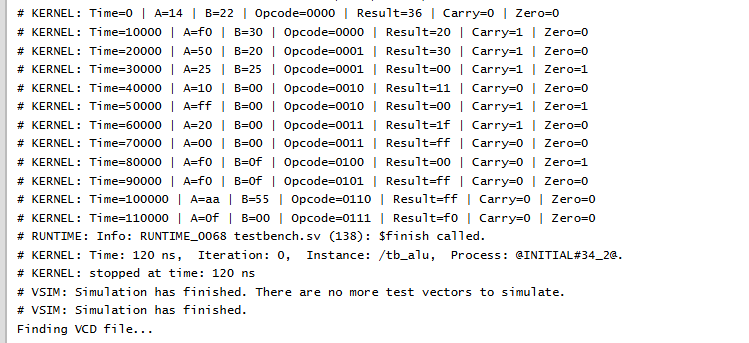 # KERNEL: Time=0 | A=14 | B=22 | Opcode=0000 | Result=36 | Carry=0 | Zero=0
# KERNEL: Time=10000 | A=f0 | B=30 | Opcode=0000 | Result=20 | Carry=1 | Zero=0
# KERNEL: Time=20000 | A=50 | B=20 | Opcode=0001 | Result=30 | Carry=1 | Zero=0
# KERNEL: Time=30000 | A=25 | B=25 | Opcode=0001 | Result=00 | Carry=1 | Zero=1
# KERNEL: Time=40000 | A=10 | B=00 | Opcode=0010 | Result=11 | Carry=0 | Zero=0
# KERNEL: Time=50000 | A=ff | B=00 | Opcode=0010 | Result=00 | Carry=1 | Zero=1
# KERNEL: Time=60000 | A=20 | B=00 | Opcode=0011 | Result=1f | Carry=1 | Zero=0
# KERNEL: Time=70000 | A=00 | B=00 | Opcode=0011 | Result=ff | Carry=0 | Zero=0
# KERNEL: Time=80000 | A=f0 | B=0f | Opcode=0100 | Result=00 | Carry=0 | Zero=1
# KERNEL: Time=90000 | A=f0 | B=0f | Opcode=0101 | Result=ff | Carry=0 | Zero=0
# KERNEL: Time=100000 | A=aa | B=55 | Opcode=0110 | Result=ff | Carry=0 | Zero=0
# KERNEL: Time=110000 | A=0f | B=00 | Opcode=0111 | Result=f0 | Carry=0 | Zero=0
# RUNTIME: Info: RUNTIME_0068 testbench.sv (138): $finish called.
# KERNEL: Time: 120 ns,  Iteration: 0,  Instance: /tb_alu,  Process: @INITIAL#34_2@.
# KERNEL: stopped at time: 120 ns
# VSIM: Simulation has finished. There are no more test vectors to simulate.
# VSIM: Simulation has finished.
Finding VCD file...